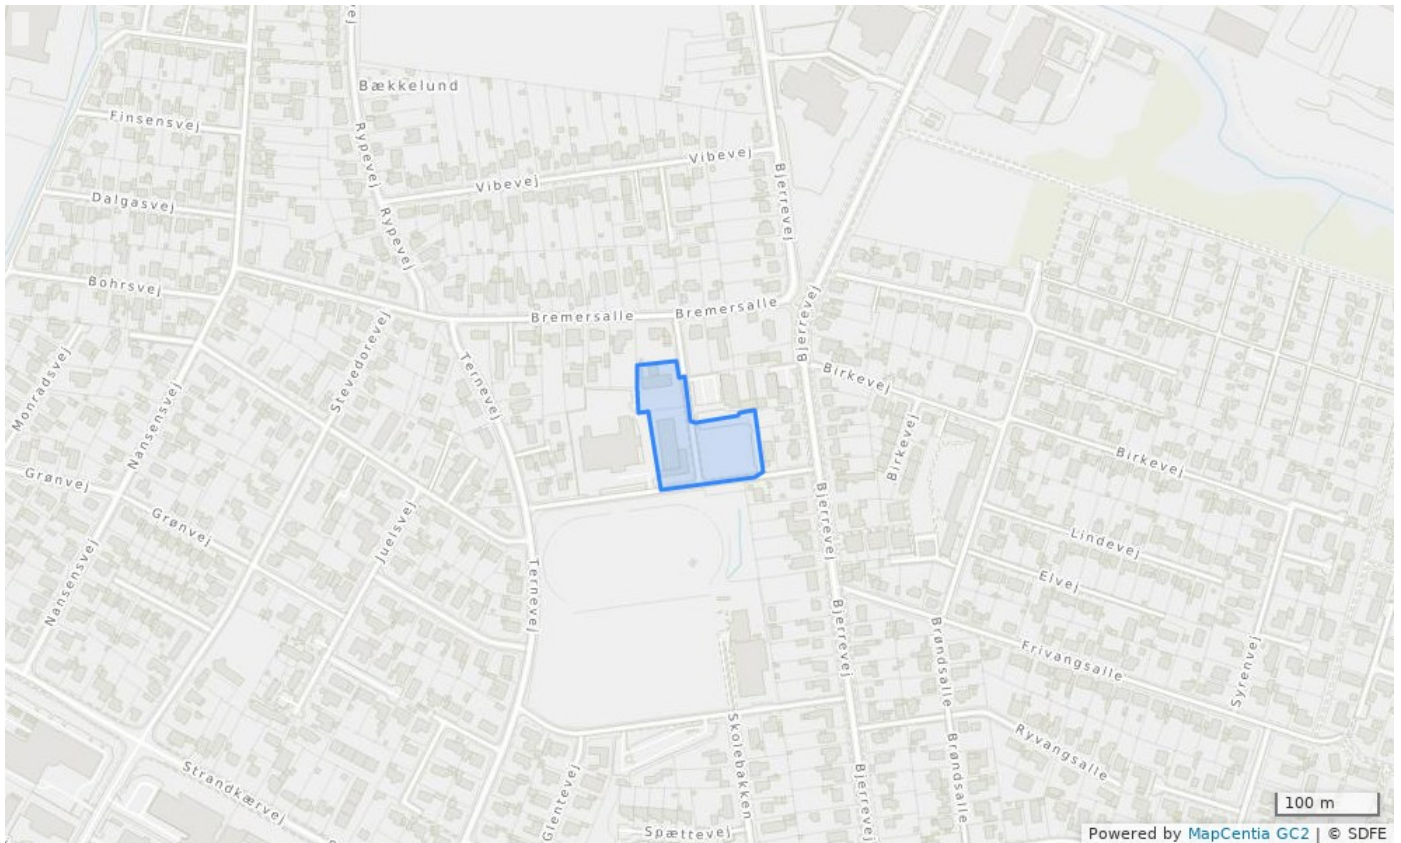 ej
Bækkelund
Finsensvej
Rypevej
Vibevej
Vibevej
Bjerrevej
Dalgasvej
Rypevej
Bohrsvej
Bremersalle
Bremersalle
Bjerrevej
Stevedorevej
Monradsvej
Ternevej
Birkevej
Nansensvej
Birkevej
Birkevej
Grønvej
Bjerrevej
Grønvej
Juelsvej
Lindevej
Nansensvej
Ternevej
Elvej
Bjerrevej
Brøndsalle
Frivangsalle
Syrenvej
Skolebakken
Brøndsalle
Ryvangsalle
Strandkærvej
Glentevej
Bjerrevej
Spættevej
100 m
Powered by MapCentia GC2 | © SDFE